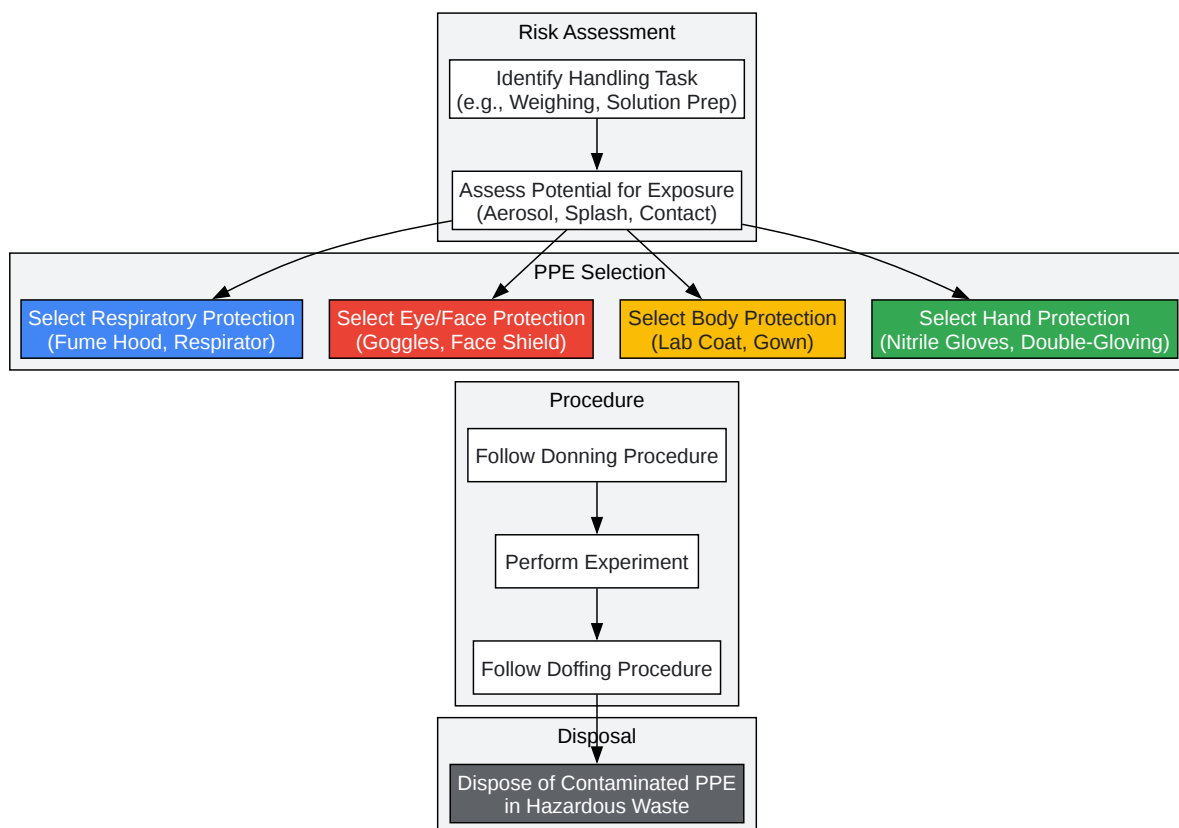 Risk Assessment
Identify Handling Task
(e.g., Weighing, Solution Prep)
Assess Potential for Exposure
(Aerosol, Splash, Contact)
PPE Selection
Select Respiratory Protection
(Fume Hood, Respirator)
Select Eye/Face Protection
(Goggles, Face Shield)
Select Body Protection
(Lab Coat, Gown)
Select Hand Protection
(Nitrile Gloves, Double-Gloving)
Procedure
Follow Donning Procedure
Perform Experiment
Follow Doffing Procedure
Disposal
Dispose of Contaminated PPE
in Hazardous Waste